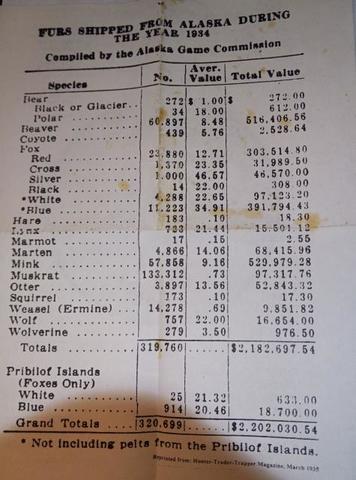 FURS SHIPPED FROM ALASKA DURING
THE YEAR 1934
Compiled by the Alaska Game Commission
Species No. Aver. Value Total Value
Bear
Black or Glacier.. 272 $ 1.00 $ 272.00
Polar ........... 34 18.00 612.00
Beaver ........... 60,897 8.48 516,406.56
Coyote ........... 439 5.76 2,528.64
Fox
Red ............ 23,880 12.71 303,514.80
Cross .......... 1,370 23.35 31,989.50
Silver .......... 1,000 46.57 46,570.00
Black .......... 14 22.00 308.00
*White .......... 4,288 22.65 97,123.20
*Blue ........... 11,223 34.91 391,794.43
Hare ............ 183 .10 18.30
Lynx ............ 723 21.44 15,501.12
Marmot .......... 17 .15 2.55
Marten .......... 4,866 14.06 68,415.96
Mink ............ 57,858 9.16 529,979.28
Muskrat ......... 133,312 .73 97,317.76
Otter ........... 3,897 13.56 52,843.32
Squirrel ......... 173 .10 17.30
Weasel (Ermine) .... 14,278 .69 9,851.82
Wolf ............ 757 22.00 16,654.00
Wolverine ........ 279 3.50 976.50
Totals .......... 319,760 ...... $2,182,697.54
Pribilof Islands
(Foxes Only)
White .......... 25 21.32 633.00
Blue ........... 914 20.46 18,700.00
Grand Totals ..... 320,699 ...... $2,202,030.54
* Not including pelts from the Pribilof Islands.
Reprinted from: Hunter-Trader-Trapper Magazine, March 1935